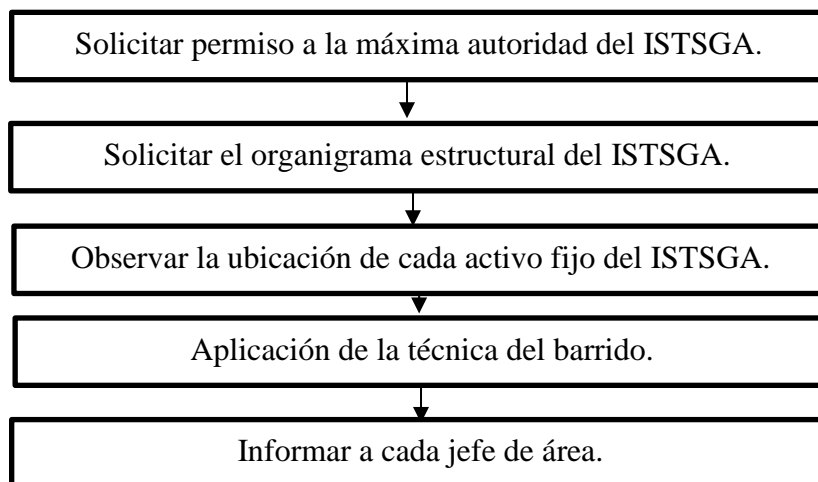 Solicitar permiso a la máxima autoridad del ISTSGA.
Solicitar el organigrama estructural del ISTSGA.
Observar la ubicación de cada activo fijo del ISTSGA.
Aplicación de la técnica del barrido.
Informar a cada jefe de área.